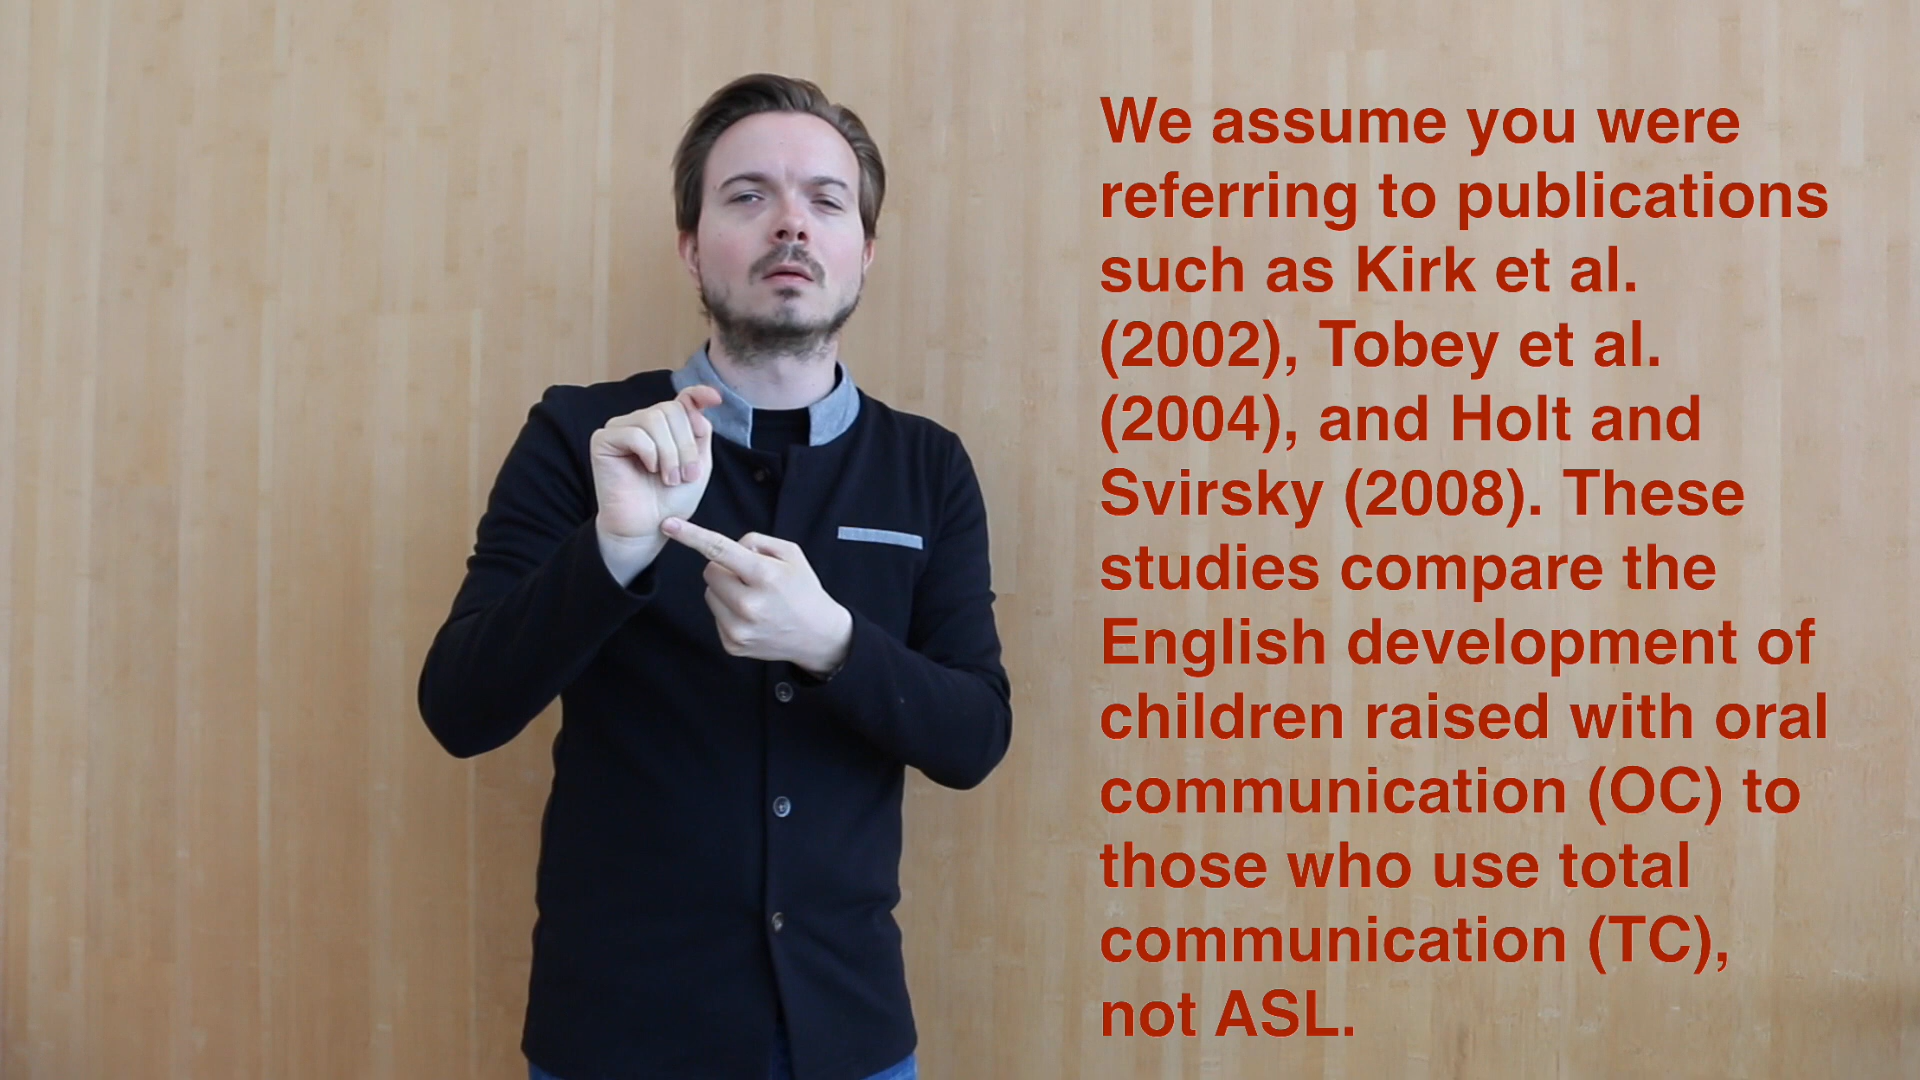 We assume you were
referring to publications
such as Kirk et al.
(2002), Tobey et al.
(2004), and Holt and
Svirsky (2008). These
studies compare the
English development of
children raised with oral
communication (OC) to
those who use total
communication (TC),
not ASL.